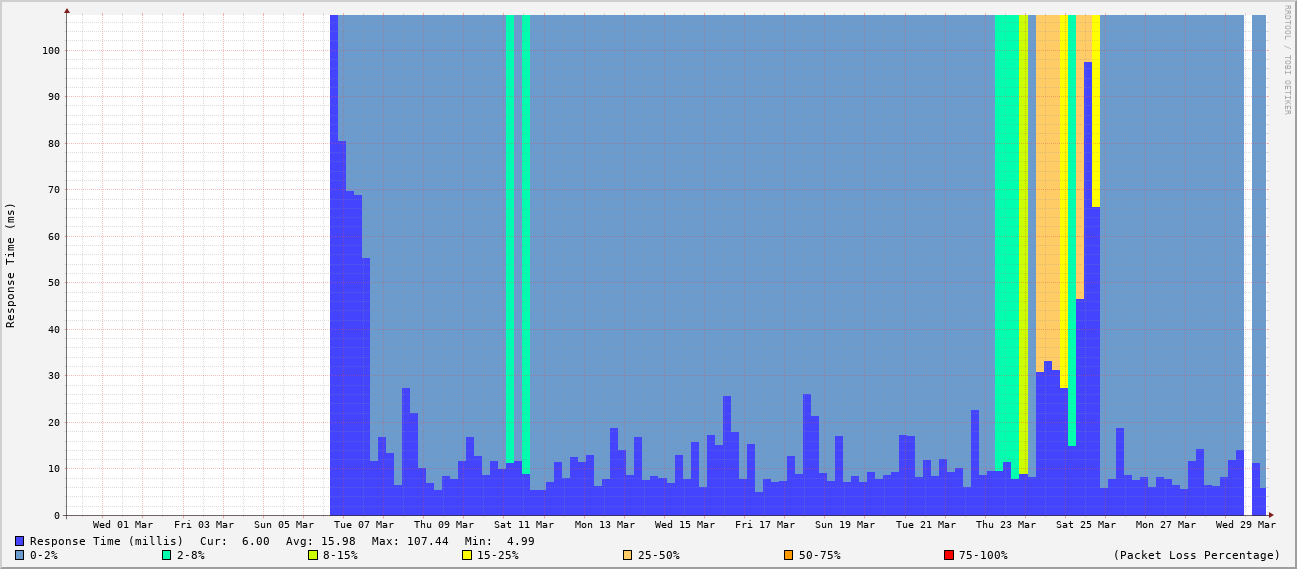 RRDTOOL / TOBI OETIKER
Response Time (ms)
100
90
80
70
60
50
40
30
20
10
0
Wed 01 Mar Fri 03 Mar Sun 05 Mar Tue 07 Mar Thu 09 Mar Sat 11 Mar Mon 13 Mar Wed 15 Mar Fri 17 Mar Sun 19 Mar Tue 21 Mar Thu 23 Mar Sat 25 Mar Mon 27 Mar Wed 29 Mar
Response Time (millis) Cur: 6.00 Avg: 15.98 Max: 107.44 Min: 4.99
0-2% 2-8% 8-15% 15-25% 25-50% 50-75% 75-100% (Packet Loss Percentage)